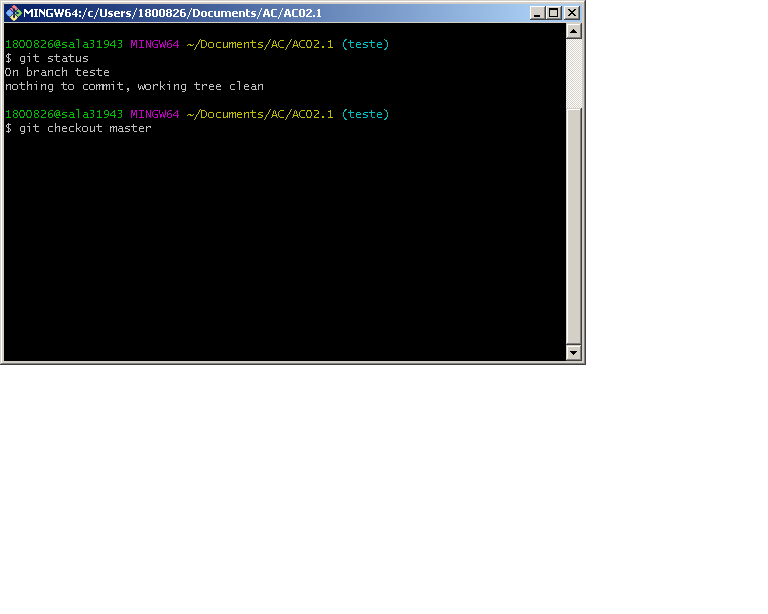 MINGW64:/c/Users/1800826/Documents/AC/AC02.1
1800826@sala31943 MINGW64 ~/Documents/AC/AC02.1 (teste)
$ git status
On branch teste
nothing to commit, working tree clean
1800826@sala31943 MINGW64 ~/Documents/AC/AC02.1 (teste)
$ git checkout master